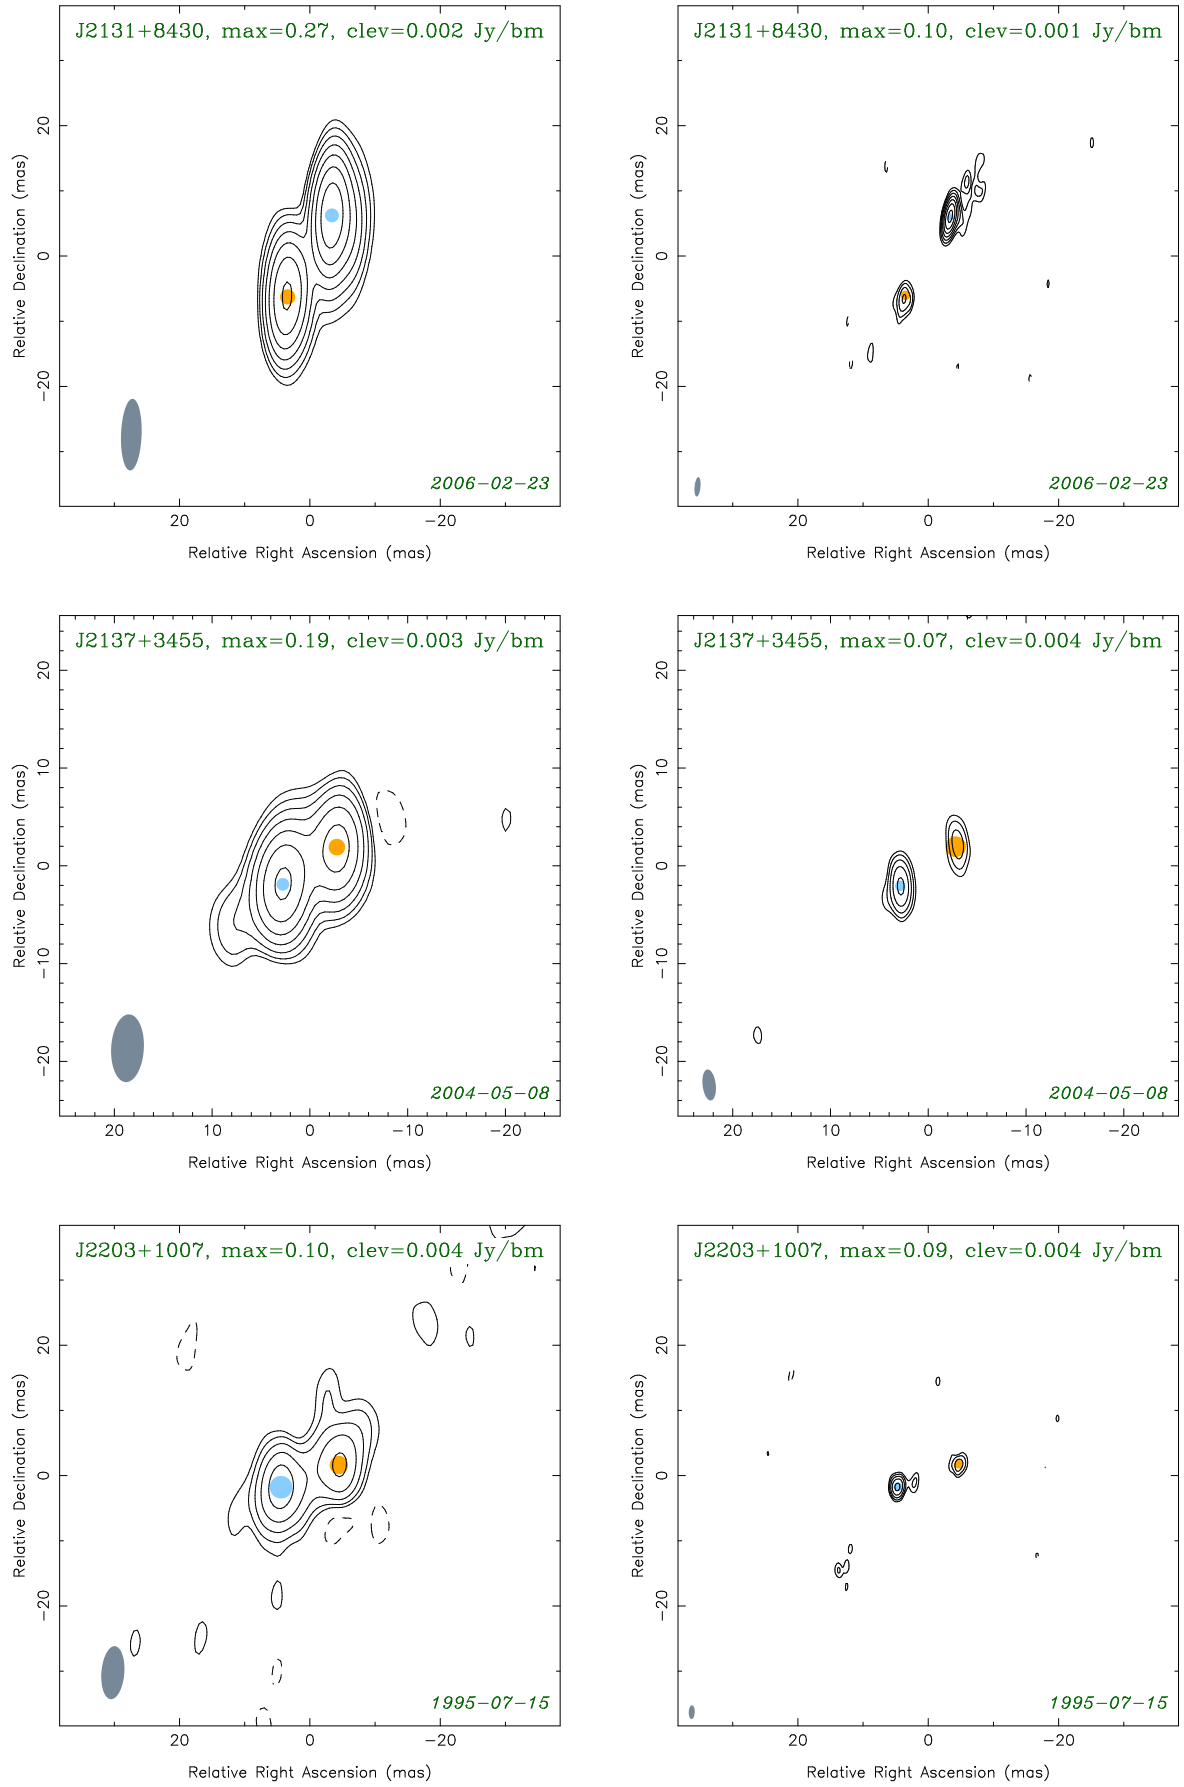 J2131+8430, max=0.27, clev=0.002 Jy/bm
20
0
−20
Relative Declination (mas)
2006−02−23
20 0 −20
Relative Right Ascension (mas)
J2131+8430, max=0.10, clev=0.001 Jy/bm
20
0
−20
Relative Declination (mas)
2006−02−23
20 0 −20
Relative Right Ascension (mas)
J2137+3455, max=0.19, clev=0.003 Jy/bm
20
10
0
−10
−20
Relative Declination (mas)
2004−05−08
20 10 0 −10 −20
Relative Right Ascension (mas)
J2137+3455, max=0.07, clev=0.004 Jy/bm
20
10
0
−10
−20
Relative Declination (mas)
2004−05−08
20 10 0 −10 −20
Relative Right Ascension (mas)
J2203+1007, max=0.10, clev=0.004 Jy/bm
20
0
−20
Relative Declination (mas)
1995−07−15
20 0 −20
Relative Right Ascension (mas)
J2203+1007, max=0.09, clev=0.004 Jy/bm
20
0
−20
Relative Declination (mas)
1995−07−15
20 0 −20
Relative Right Ascension (mas)